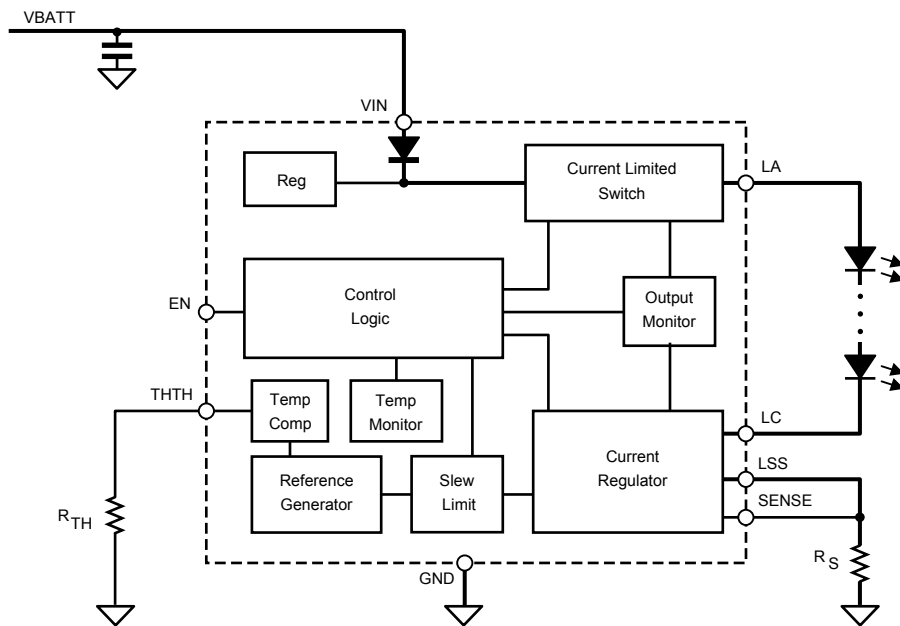 VBATT
VIN
Reg
Current Limited
Switch
LA
EN
Control
Logic
Output
Monitor
THTH
Temp
Comp
Temp
Monitor
LC
Current
Regulator
LSS
Reference
Generator
Slew
Limit
SENSE
RTH
RS
GND